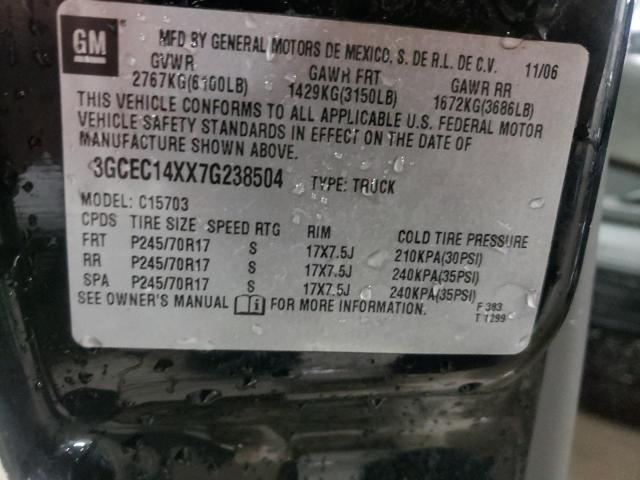 GM
MFD BY GENERAL MOTORS DE MEXICO, S. DE R.L. DE C.V. 11/06
GVWR GAWR FRT GAWR RR
2767KG(6100LB) 1429KG(3150LB) 1672KG(3686LB)
THIS VEHICLE CONFORMS TO ALL APPLICABLE U.S. FEDERAL MOTOR
VEHICLE SAFETY STANDARDS IN EFFECT ON THE DATE OF
MANUFACTURE SHOWN ABOVE.
3GCEC14XX7G238504 TYPE: TRUCK
MODEL: C15703
CPDS TIRE SIZE SPEED RTG RIM COLD TIRE PRESSURE
FRT P245/70R17 S 17X7.5J 210KPA(30PSI)
RR P245/70R17 S 17X7.5J 240KPA(35PSI)
SPA P245/70R17 S 17X7.5J 240KPA(35PSI)
SEE OWNER'S MANUAL FOR MORE INFORMATION.
F 383
T 1299